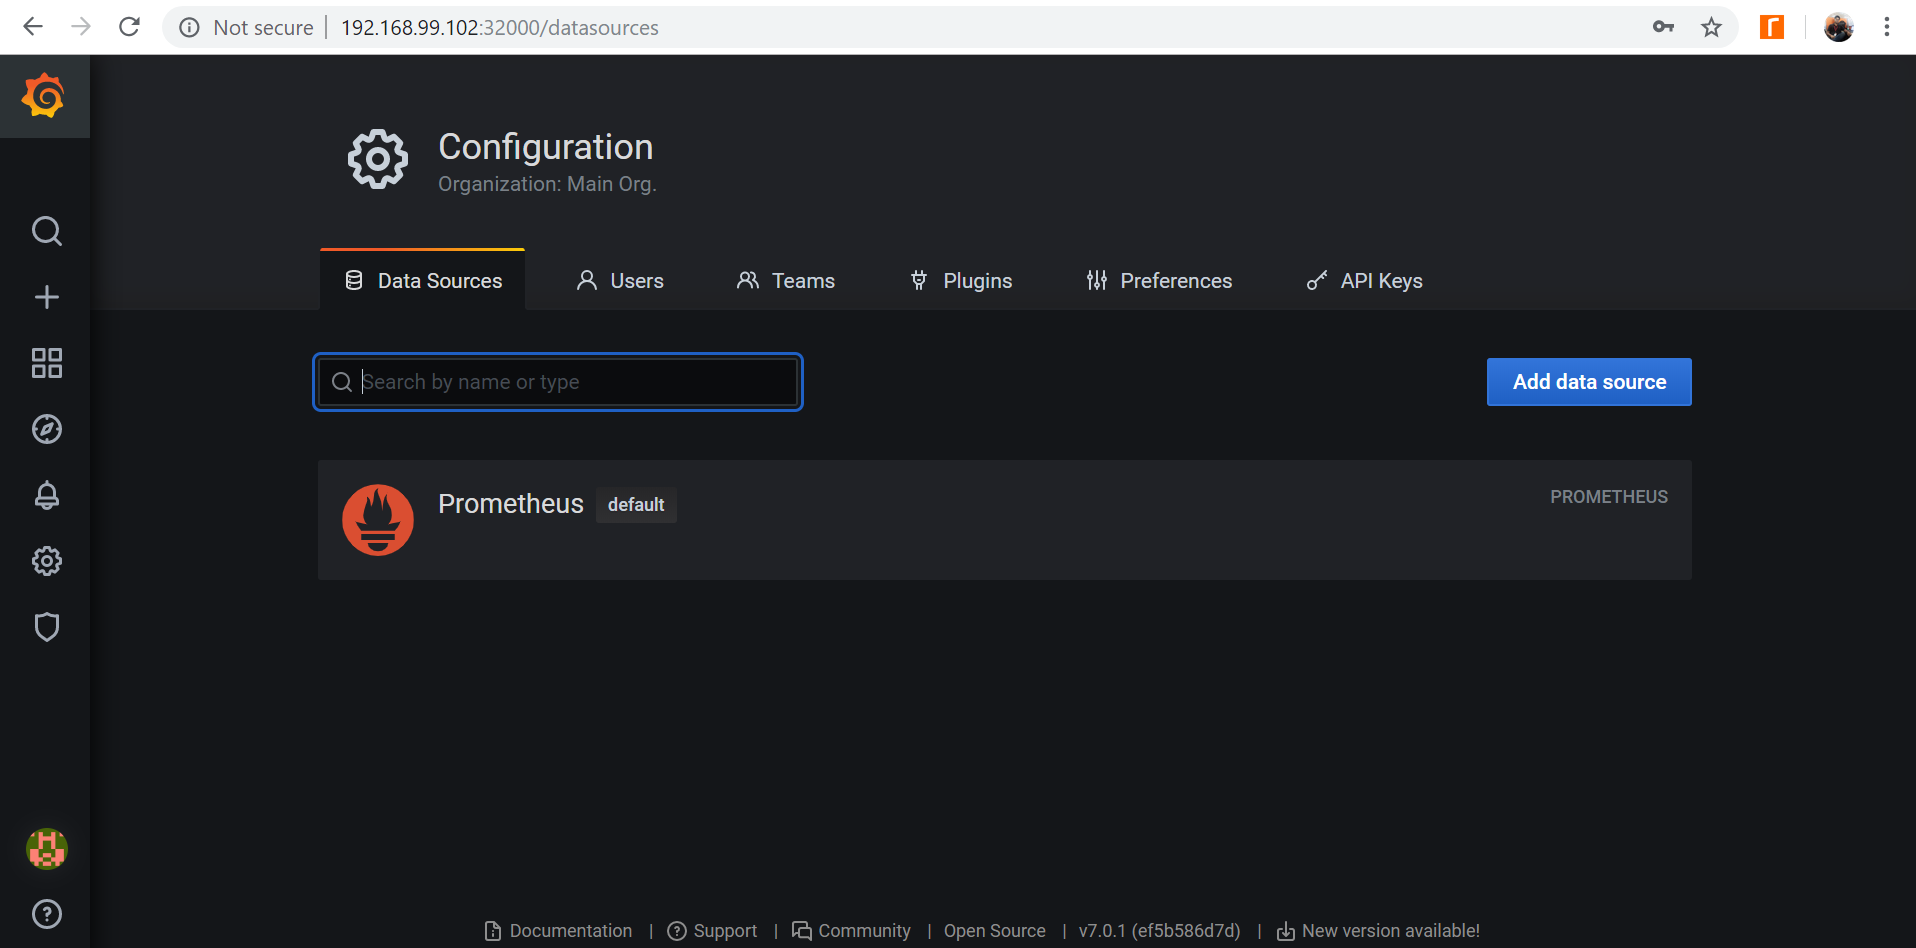 Not secure | 192.168.99.102:32000/datasources
Configuration
Organization: Main Org.
Data Sources Users Teams Plugins Preferences API Keys
Search by name or type Add data source
Prometheus default PROMETHEUS
Documentation | Support | Community | Open Source | v7.0.1 (ef5b586d7d) | New version available!